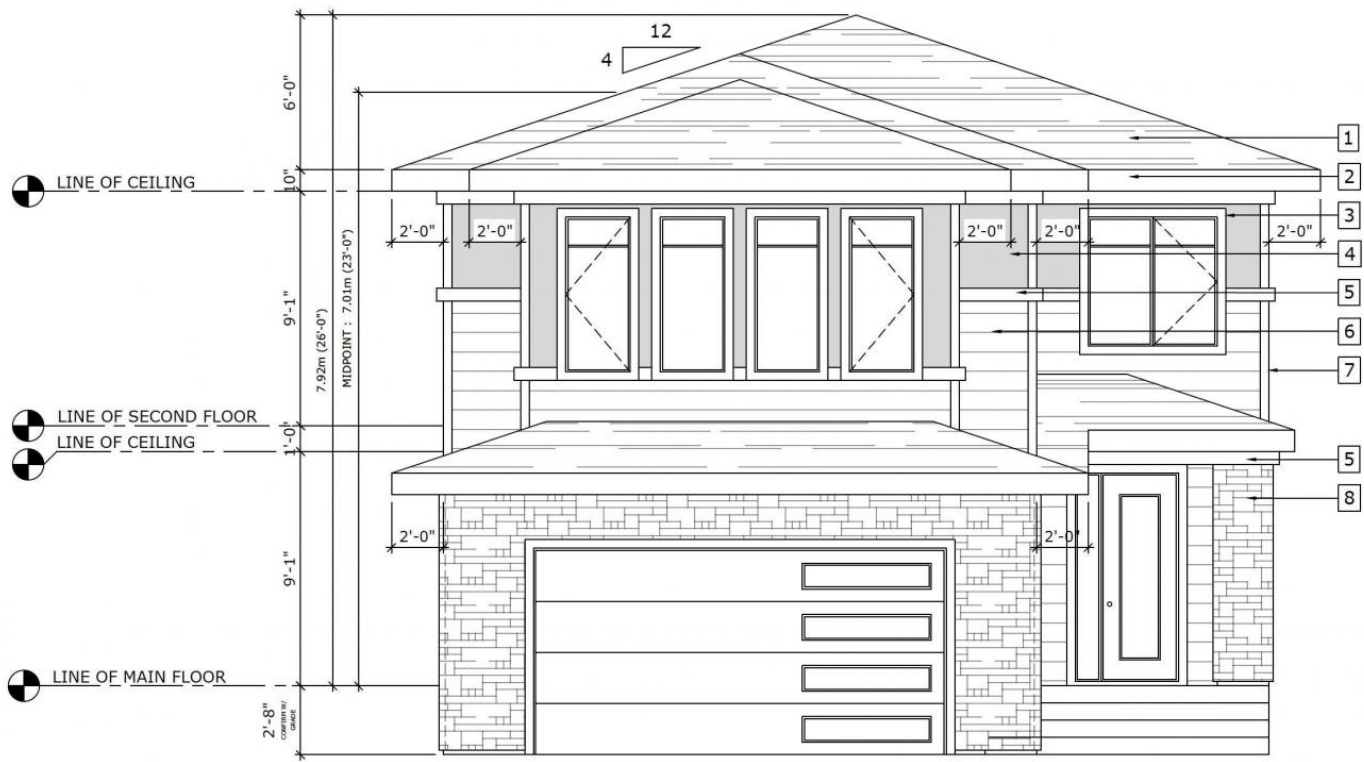 12
4
6'-0"
1
LINE OF CEILING
10"
2
3
2'-0" 2'-0" 2'-0" 2'-0" 2'-0"
4
9'-1"
7.92m (26'-0")
MIDPOINT : 7.01m (23'-0")
5
6
7
LINE OF SECOND FLOOR
LINE OF CEILING
1'-0"
5
8
2'-0" 2'-0"
9'-1"
LINE OF MAIN FLOOR
2'-8"
CONFIRM W/
GRADE